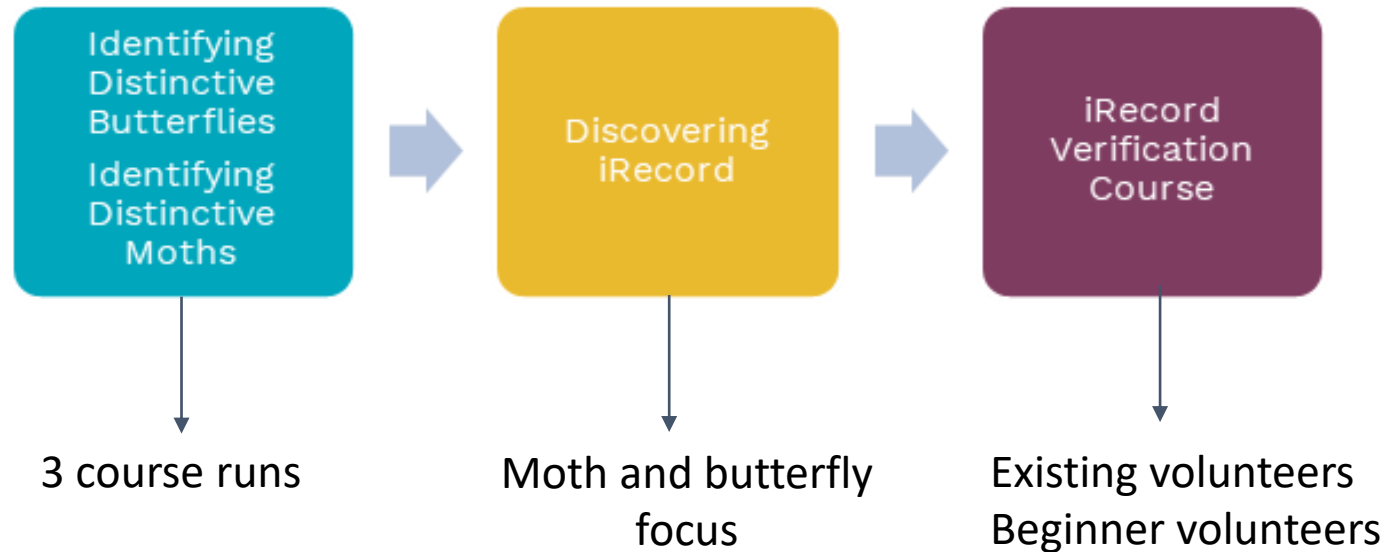 Identifying
Distinctive
Butterflies
Identifying
Distinctive
Moths
Discovering
iRecord
iRecord
Verification
Course
3 course runs
Moth and butterfly
focus
Existing volunteers
Beginner volunteers